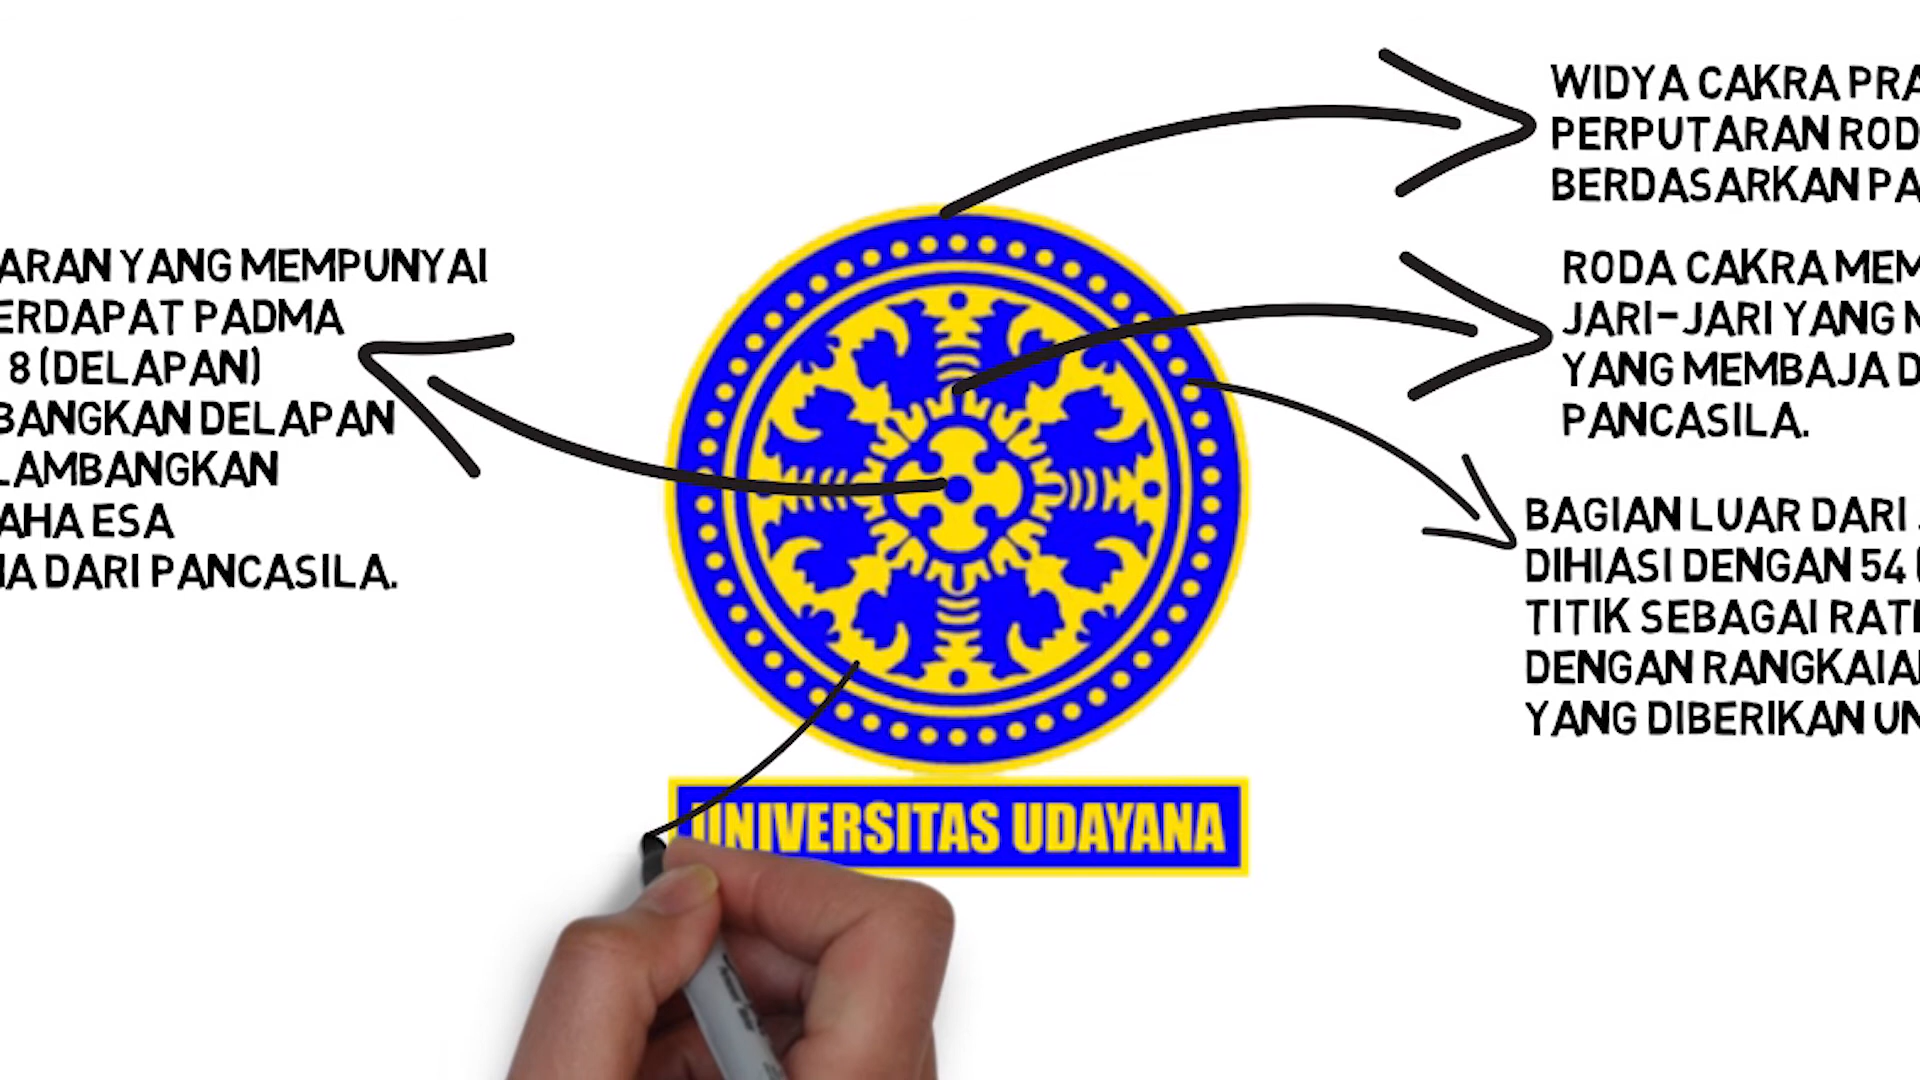 ARAN YANG MEMPUNYAI
ERDAPAT PADMA
8 (DELAPAN)
BANGKAN DELAPAN
LAMBANGKAN
AHA ESA
DARI PANCASILA.
WIDYA CAKRA PRA
PERPUTARAN ROD
BERDASARKAN PA
RODA CAKRA MEM
JARI-JARI YANG
YANG MEMBAJA D
PANCASILA.
BAGIAN LUAR DARI
DIHIASI DENGAN 54
TITIK SEBAGAI RAT
DENGAN RANGKAIA
YANG DIBERIKAN UN
UNIVERSITAS UDAYANA